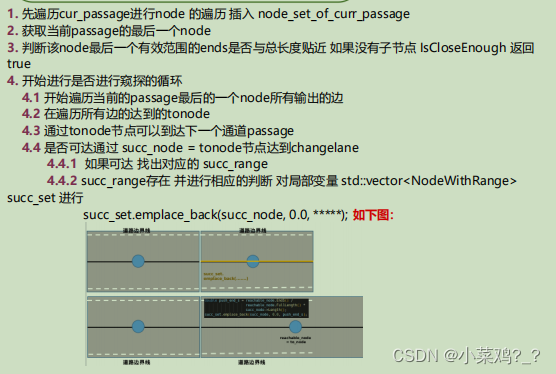 1. 先遍历cur_passage进行node 的遍历 插入 node_set_of_curr_passage
2. 获取当前passage的最后一个node
3. 判断该node最后一个有效范围的ends是否与总长度贴近 如果没有子节点 IsCloseEnough 返回
true
4. 开始进行是否进行窥探的循环
4.1 开始遍历当前的passage最后的一个node所有输出的边
4.2 在遍历所有边的达到的tonode
4.3 通过tonode节点可以到达下一个通道passage
4.4 是否可达通过 succ_node = tonode节点达到changelane
4.4.1 如果可达 找出对应的 succ_range
4.4.2 succ_range存在 并进行相应的判断 对局部变量 std::vector<NodeWithRange>
succ_set 进行
succ_set.emplace_back(succ_node, 0.0, *****); 如下图：
道路边界线 道路边界线
succ_set.
emplace_back(......)
reachable_node
= to_node
道路边界线 道路边界线
CSDN @小菜鸡?_?